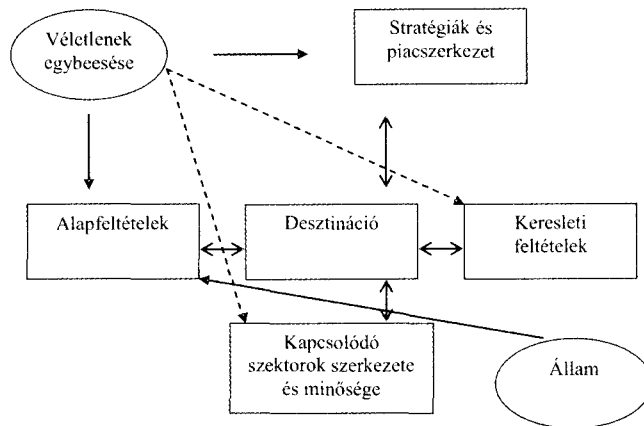 Véletlenek
egybeesése
Stratégiák és
piacszerkezet
Alapfeltételek
Desztináció
Keresleti
feltételek
Kapcsolódó
szektorok szerkezete
és minősége
Állam